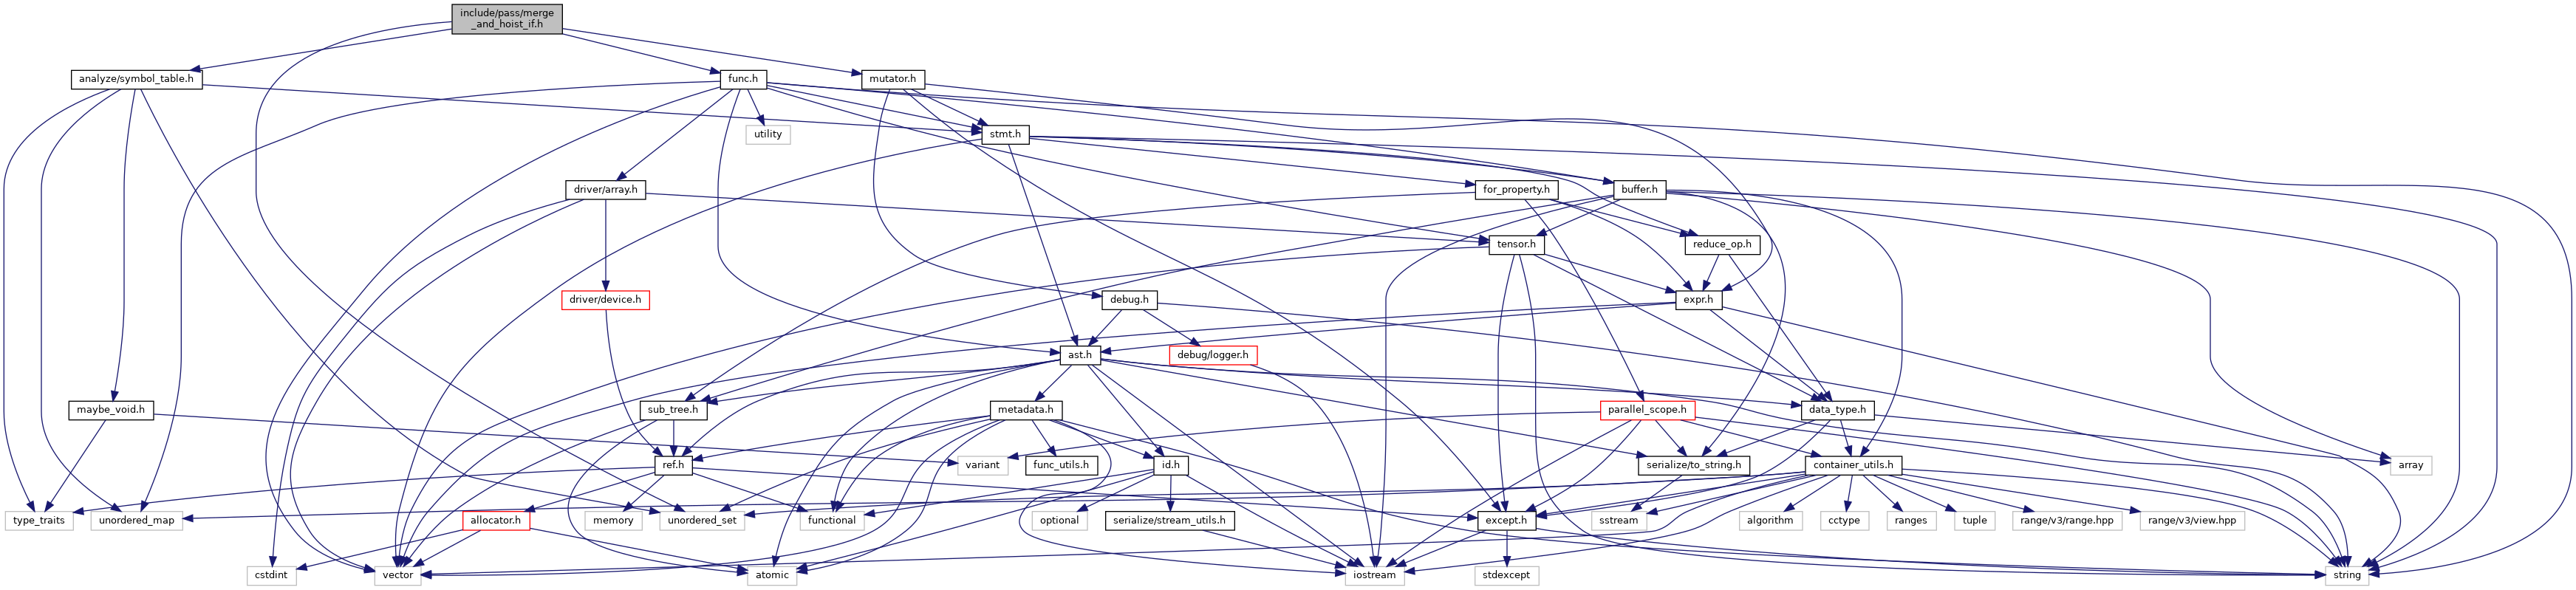 include/pass/merge
_and_hoist_if.h
analyze/symbol_table.h
func.h
mutator.h
utility
stmt.h
driver/array.h
for_property.h
buffer.h
tensor.h
reduce_op.h
driver/device.h
debug.h
expr.h
ast.h
debug/logger.h
maybe_void.h
sub_tree.h
metadata.h
parallel_scope.h
data_type.h
ref.h
variant
func_utils.h
id.h
serialize/to_string.h
container_utils.h
array
type_traits
unordered_map
allocator.h
memory
unordered_set
functional
optional
serialize/stream_utils.h
except.h
sstream
algorithm
cctype
ranges
tuple
range/v3/range.hpp
range/v3/view.hpp
cstdint
vector
atomic
iostream
stdexcept
string